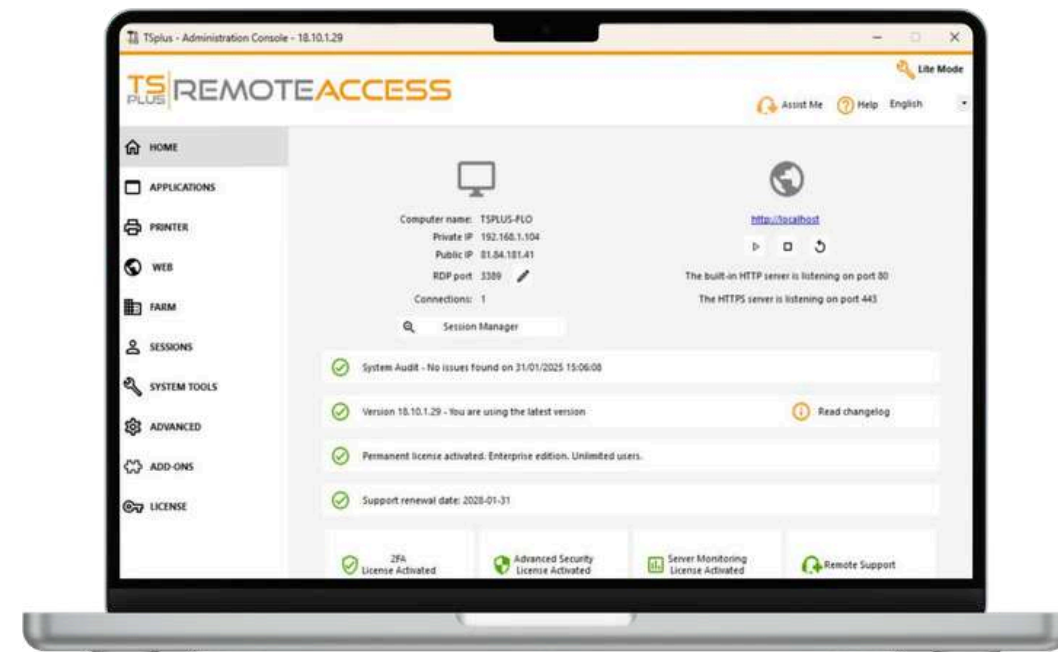 TSplus - Administration Console - 18.10.1.29
TS PLUS REMOTE ACCESS
Lite Mode
Assist Me
Help
English
HOME
APPLICATIONS
PRINTER
WEB
FARM
SESSIONS
SYSTEM TOOLS
ADVANCED
ADD-ONS
LICENSE
Computer name: TSPLUS-FLO
Private IP 192.168.1.104
Public IP 81.84.181.41
RDP port 3389
Connections: 1
Session Manager
http://localhost
The built-in HTTP server is listening on port 80
The HTTPS server is listening on port 443
System Audit - No issues found on 31/01/2025 15:06:08
Version 18.10.1.29 - You are using the latest version
Read changelog
Permanent license activated. Enterprise edition. Unlimited users.
Support renewal date: 2028-01-31
2FA
License Activated
Advanced Security
License Activated
Server Monitoring
License Activated
Remote Support